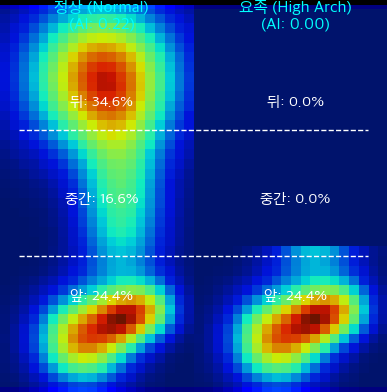 정상 (Normal)
요족 (High Arch)
(AI: 0.00)
뒤: 34.6%
뒤: 0.0%
중간: 16.6%
중간: 0.0%
앞: 24.4%
앞: 24.4%